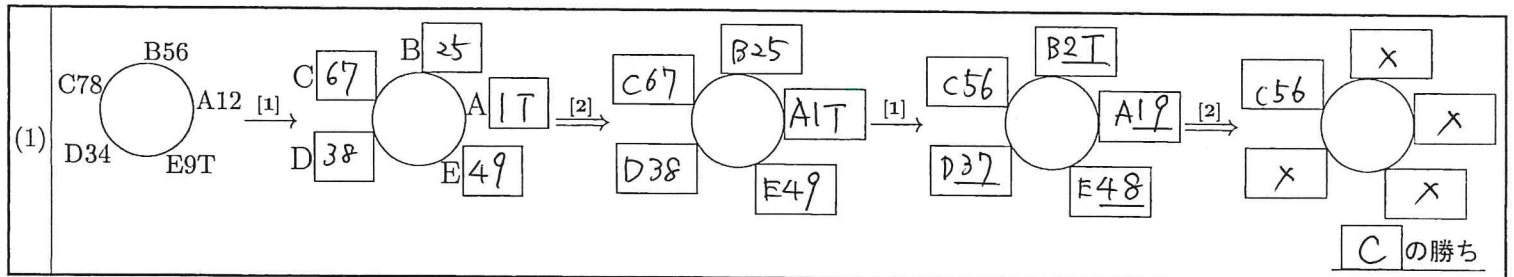 (1)
B56
C78
A12
D34
E9T
[1]
B 25
C 67
A 1T
D 38
E 49
[2]
B25
C67
A1T
D38
E49
[1]
B2T
C56
A19
D37
E48
[2]
×
C56
×
×
×
C の勝ち